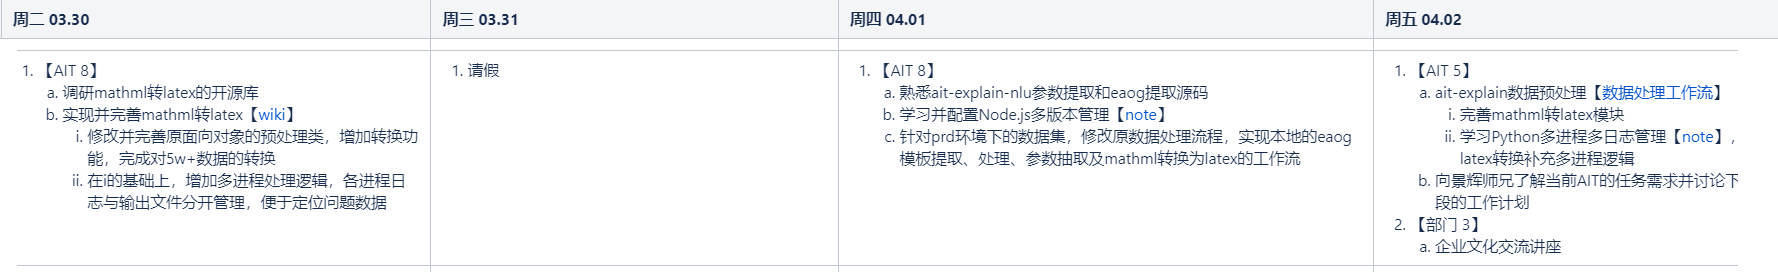 周二 03.30
1. 【AIT 8】
a. 调研mathml转latex的开源库
b. 实现并完善mathml转latex【wiki】
i. 修改并完善原面向对象的预处理类，增加转换功
能，完成对5w+数据的转换
ii. 在i的基础上，增加多进程处理逻辑，各进程日
志与输出文件分开管理，便于定位问题数据
周三 03.31
1. 请假
周四 04.01
1. 【AIT 8】
a. 熟悉ait-explain-nlu参数提取和eaog提取源码
b. 学习并配置Node.js多版本管理【note】
c. 针对prd环境下的数据集，修改原数据处理流程，实现本地的eaog
模板提取、处理、参数抽取及mathml转换为latex的工作流
周五 04.02
1. 【AIT 5】
a. ait-explain数据预处理【数据处理工作流】
i. 完善mathml转latex模块
ii. 学习Python多进程多日志管理【note】，
latex转换补充多进程逻辑
b. 向景辉师兄了解当前AIT的任务需求并讨论下
段的工作计划
2. 【部门 3】
a. 企业文化交流讲座